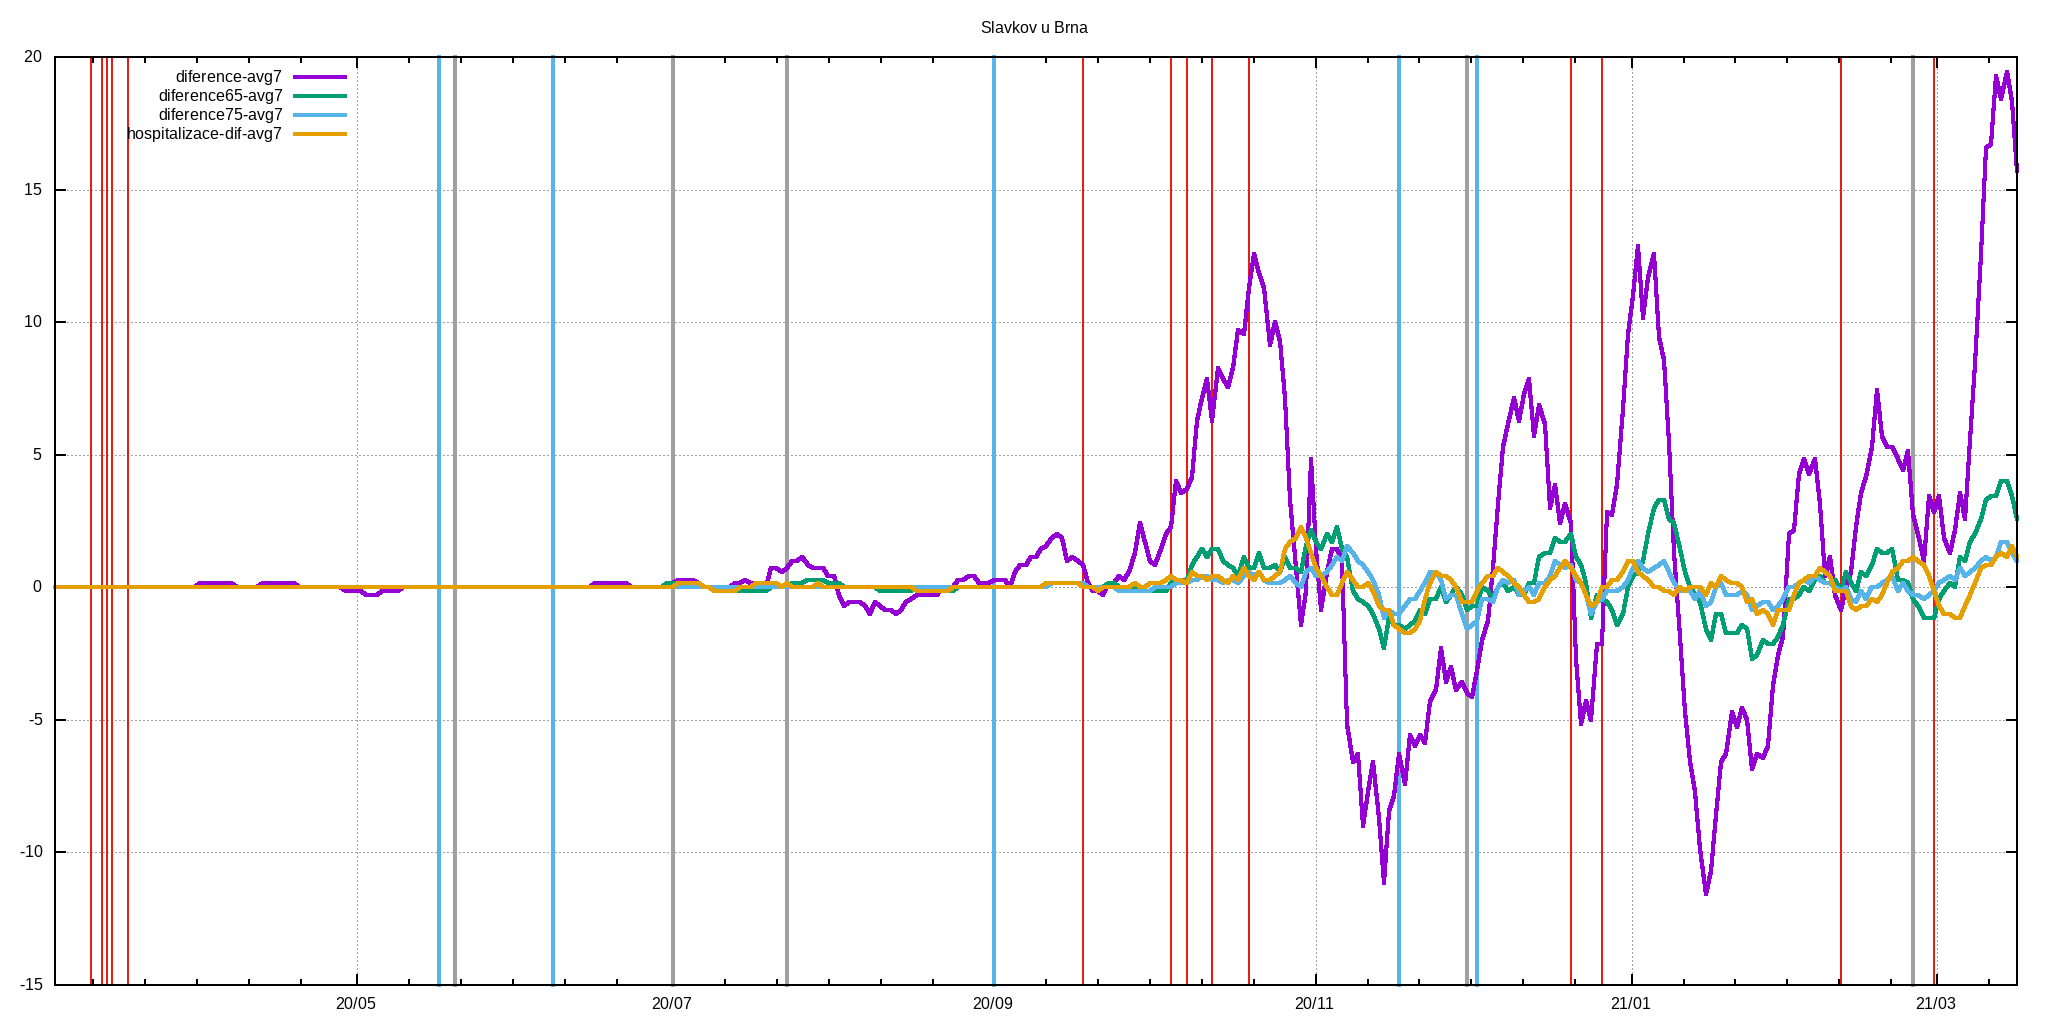 Slavkov u Brna
diference-avg7
diference65-avg7
diference75-avg7
hospitalizace-dif-avg7
20
15
10
5
0
-5
-10
-15
20/05 20/07 20/09 20/11 21/01 21/03